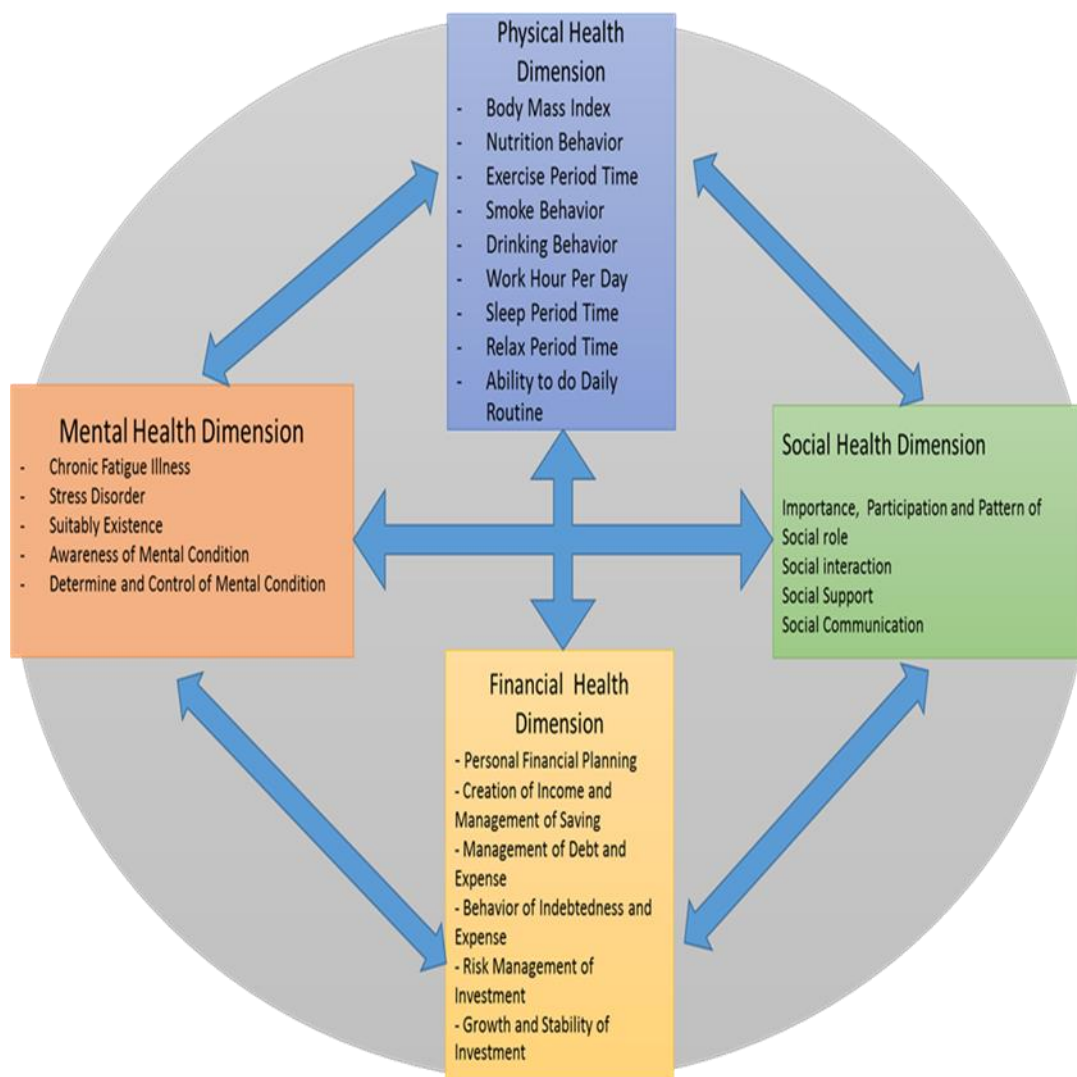 Physical Health
Dimension
- Body Mass Index
- Nutrition Behavior
- Exercise Period Time
- Smoke Behavior
- Drinking Behavior
- Work Hour Per Day
- Sleep Period Time
- Relax Period Time
- Ability to do Daily
Routine
Mental Health Dimension
- Chronic Fatigue Illness
- Stress Disorder
- Suitably Existence
- Awareness of Mental Condition
- Determine and Control of Mental Condition
Social Health Dimension
Importance, Participation and Pattern of
Social role
Social interaction
Social Support
Social Communication
Financial Health
Dimension
- Personal Financial Planning
- Creation of Income and
Management of Saving
- Management of Debt and
Expense
- Behavior of Indebtedness and
Expense
- Risk Management of
Investment
- Growth and Stability of
Investment